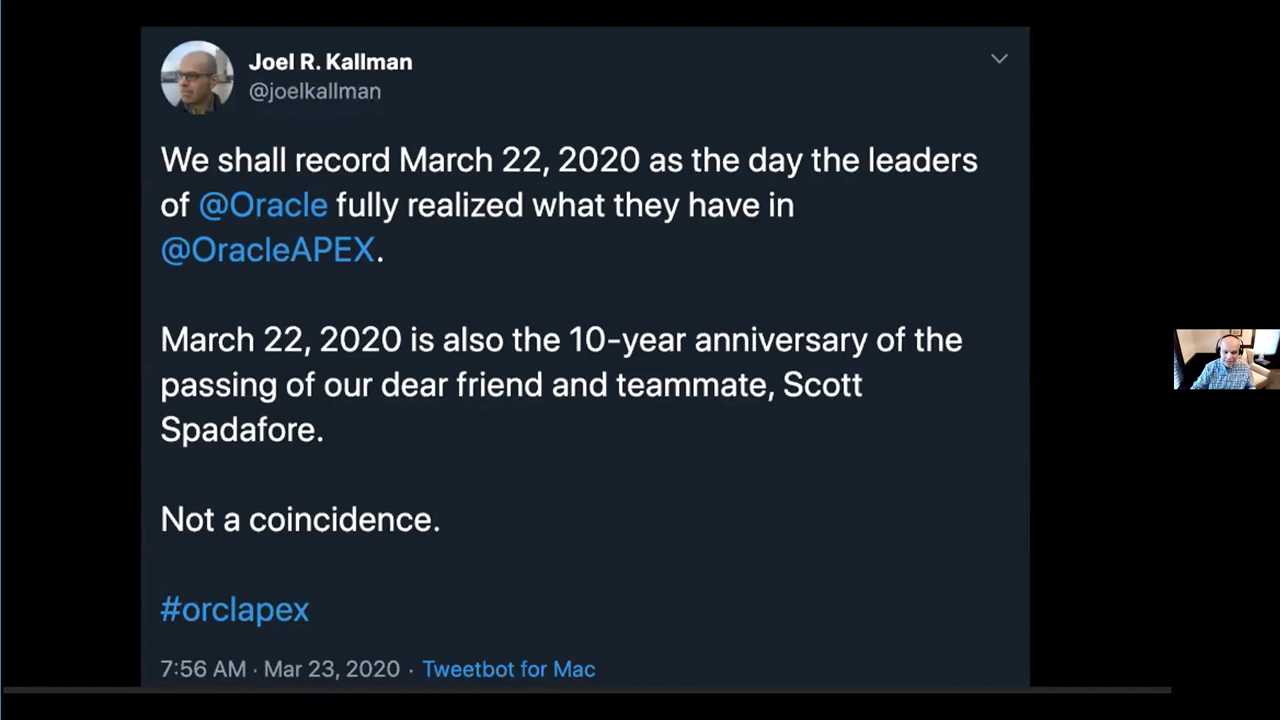 Joel R. Kallman
@joelkallman
We shall record March 22, 2020 as the day the leaders
of @Oracle fully realized what they have in
@OracleAPEX.
March 22, 2020 is also the 10-year anniversary of the
passing of our dear friend and teammate, Scott
Spadafore.
Not a coincidence.
#orclapex
7:56 AM · Mar 23, 2020 · Tweetbot for Mac